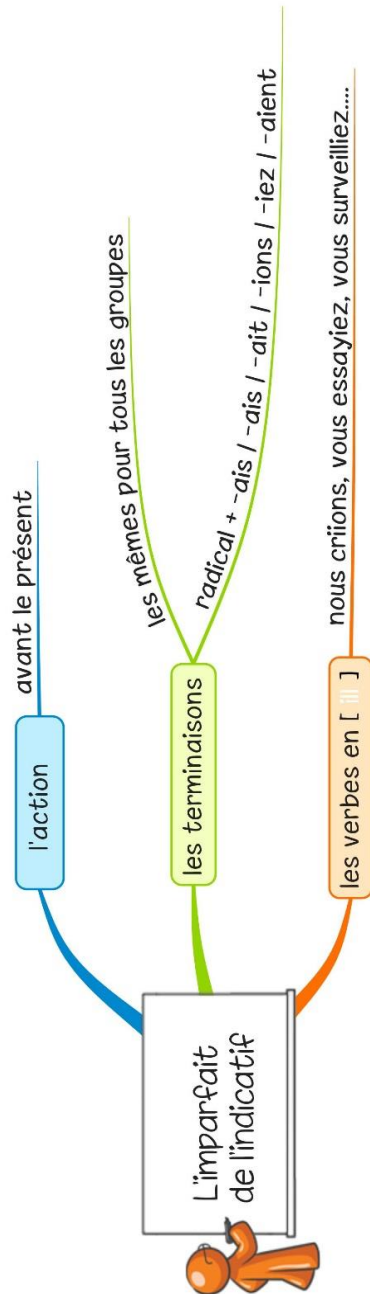 L'imparfait
de l'indicatif
l'action
avant le présent
les terminaisons
les mêmes pour tous les groupes
radical + -ais / -ais / -ait / -ions / -iez / -aient
les verbes en [ ill ]
nous criions, vous essayiez, vous surveilliez....